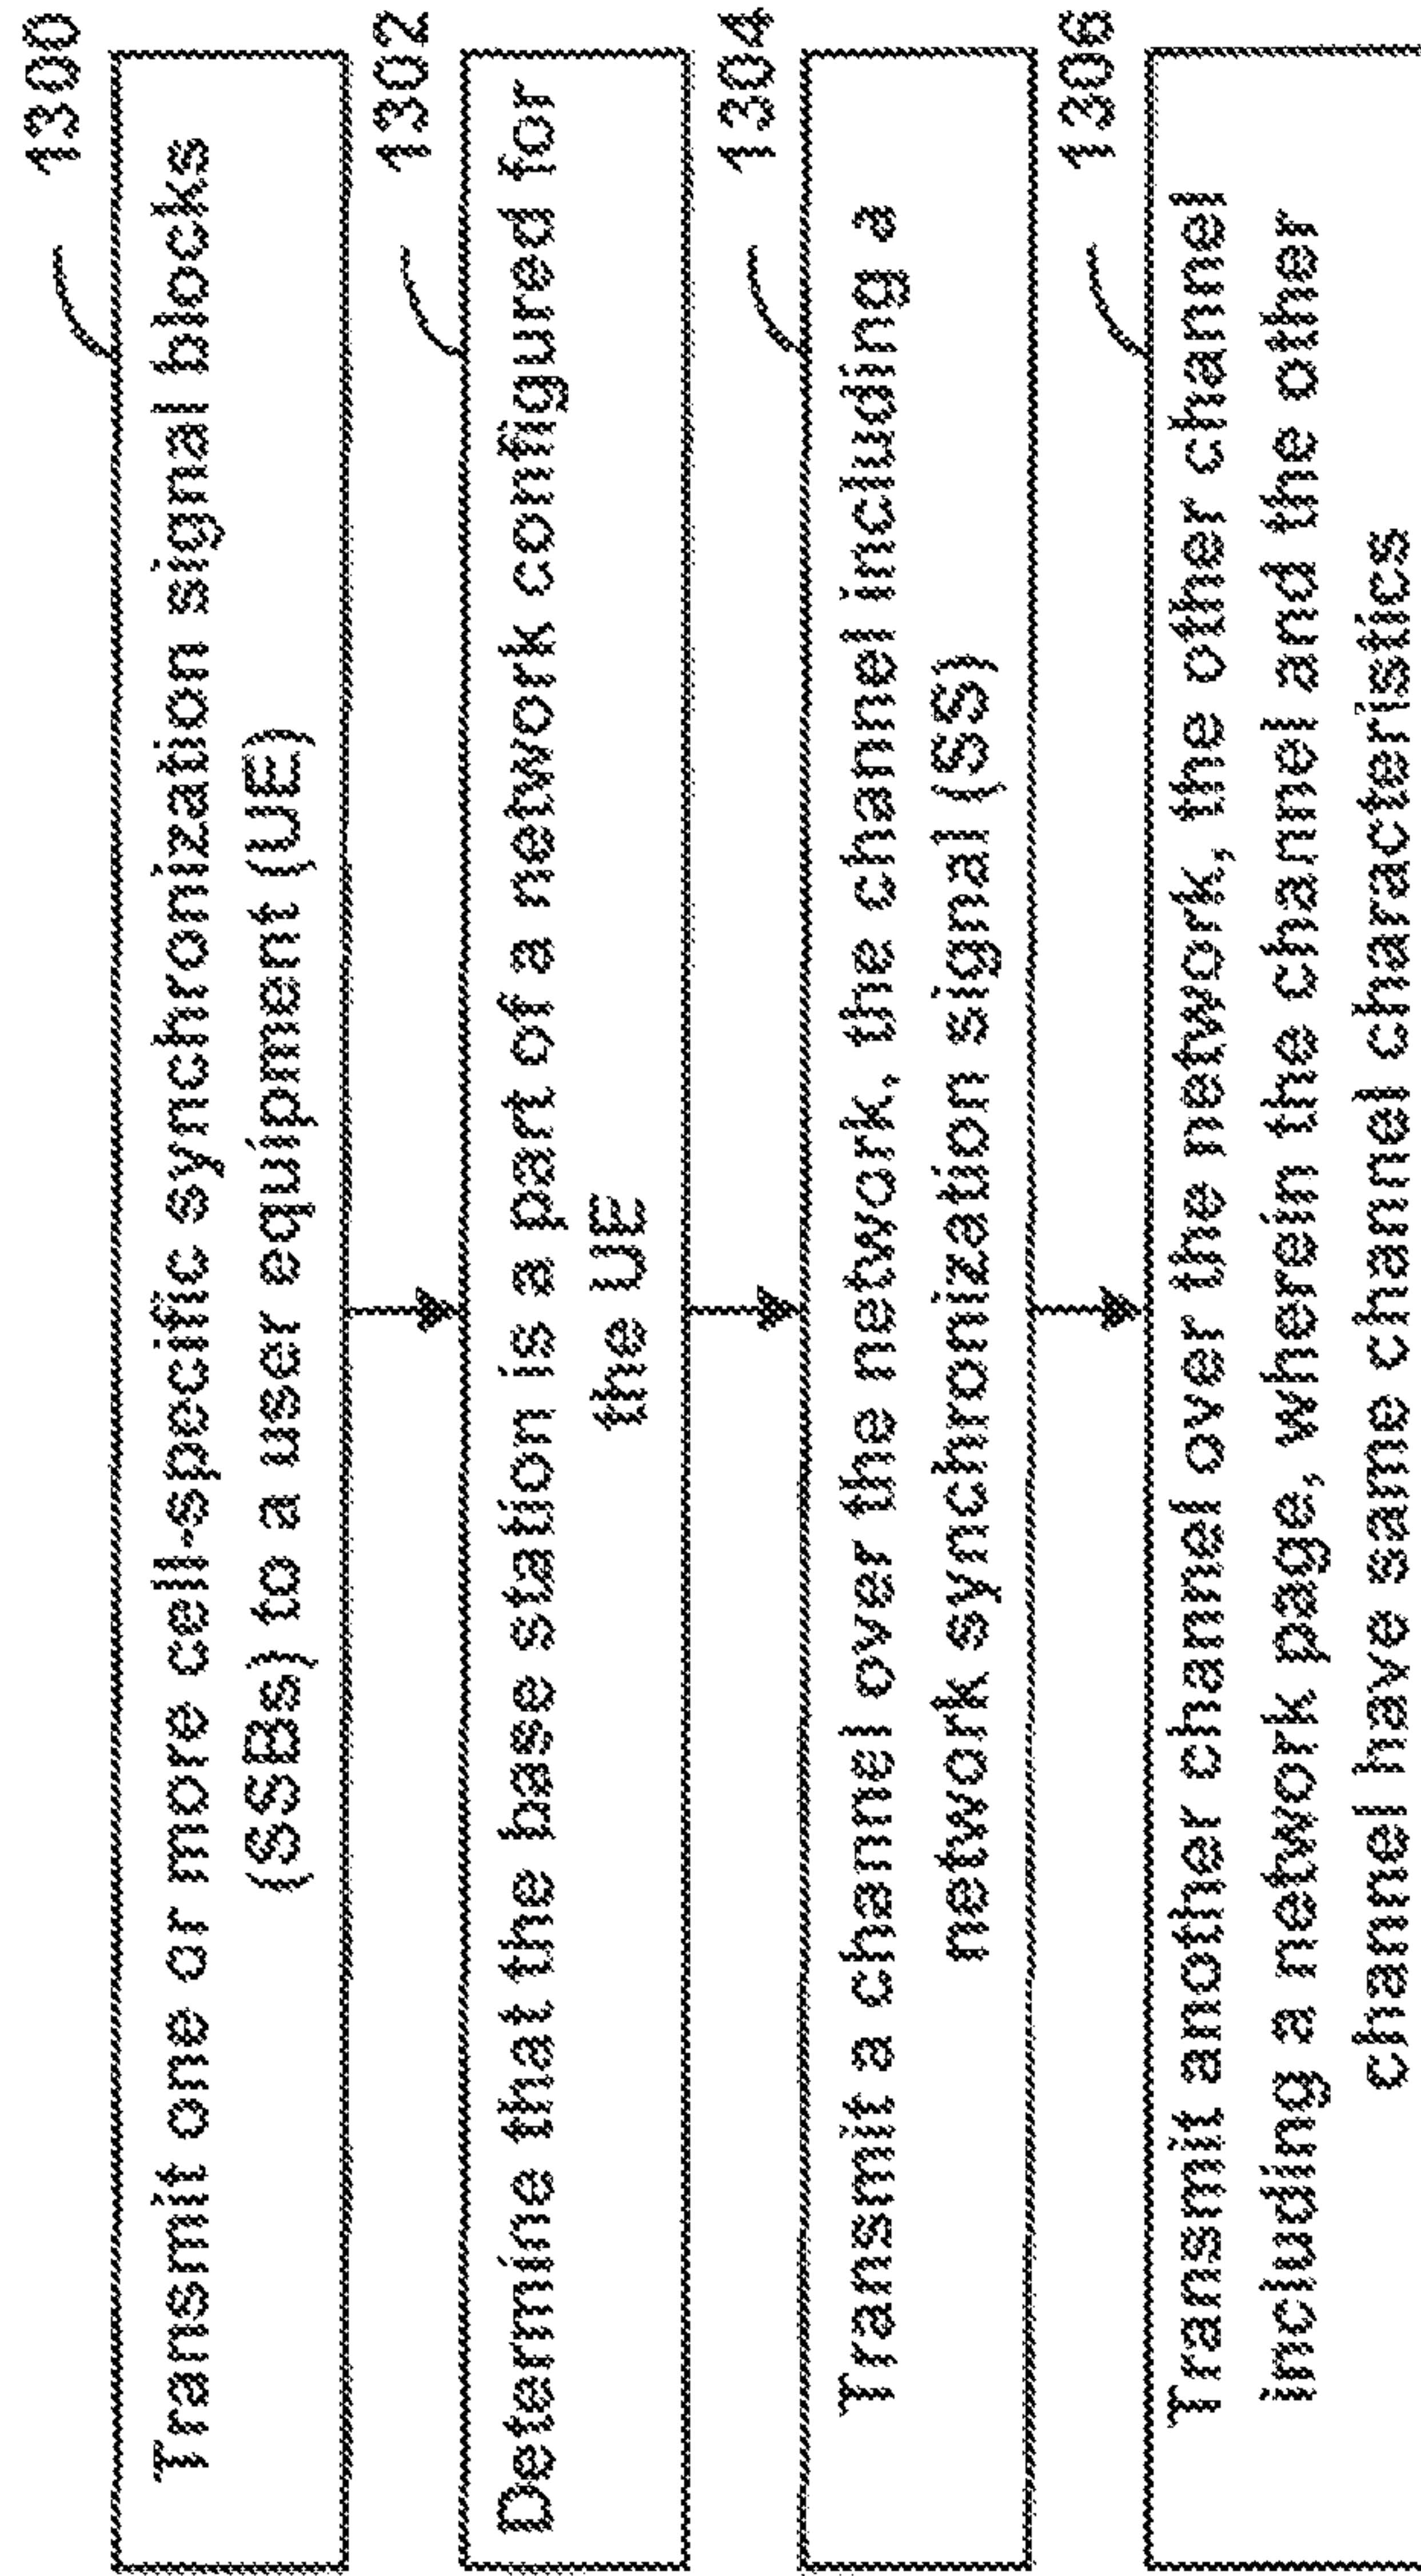 1300
Transmit one or more cell-specific synchronization signal blocks
(SSBs) to a user equipment (UE)
1302
Determine that the base station is a part of a network configured for
the UE
1304
Transmit a channel over the network, the channel including a
network synchronization signal (SS)
1306
Transmit another channel over the network, the other channel
including a network page, wherein the channel and the other
channel have same channel characteristics